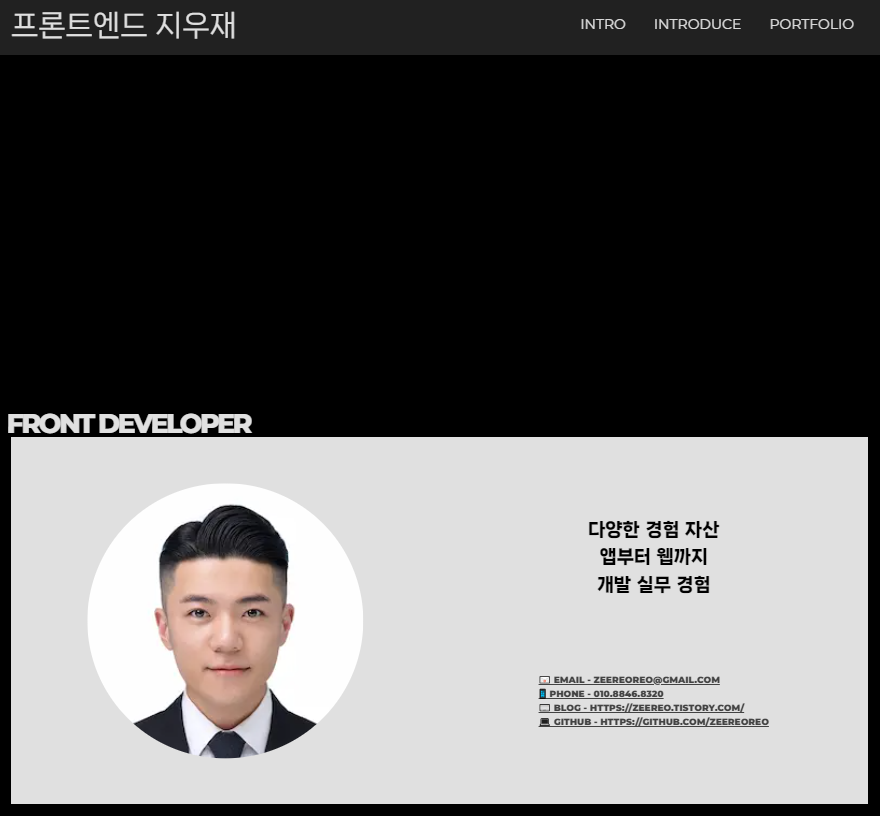 프론트엔드 지우재
INTRO INTRODUCE PORTFOLIO
FRONT DEVELOPER
다양한 경험 자산
앱부터 웹까지
개발 실무 경험
EMAIL - ZEEREOREO@GMAIL.COM
PHONE - 010.8846.8320
BLOG - HTTPS://ZEEREO.TISTORY.COM/
GITHUB - HTTPS://GITHUB.COM/ZEEREOREO